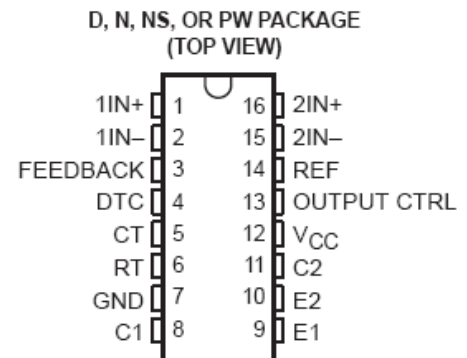 D, N, NS, OR PW PACKAGE
(TOP VIEW)
1IN+ 1 16 2IN+
1IN– 2 15 2IN–
FEEDBACK 3 14 REF
DTC 4 13 OUTPUT CTRL
CT 5 12 VCC
RT 6 11 C2
GND 7 10 E2
C1 8 9 E1